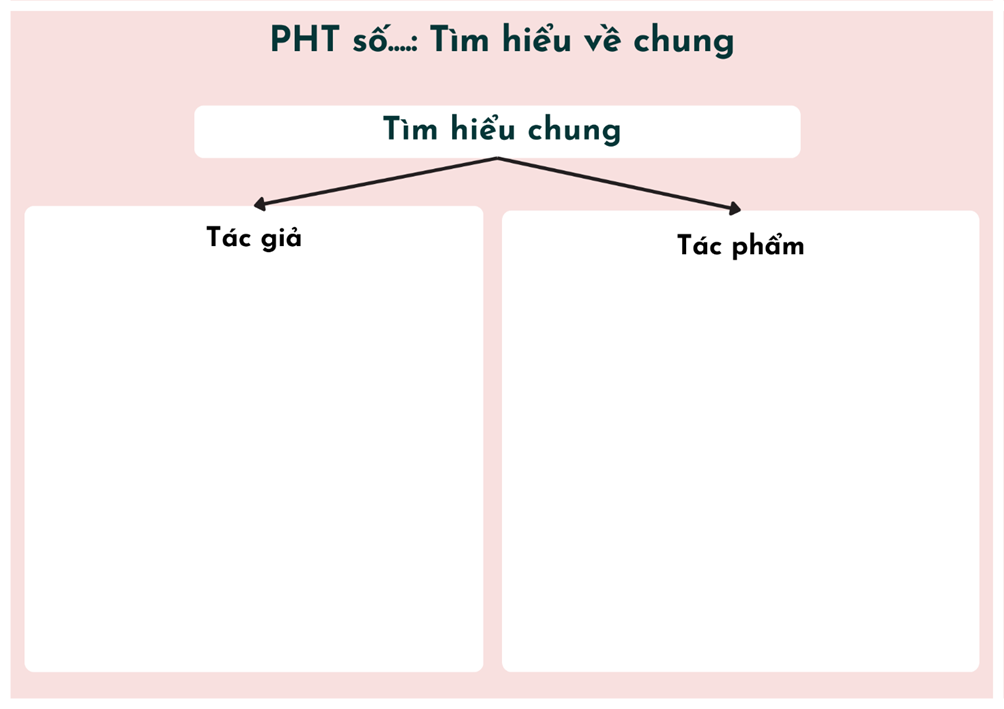 PHT số....: Tìm hiểu về chung
Tìm hiểu chung
Tác giả
Tác phẩm